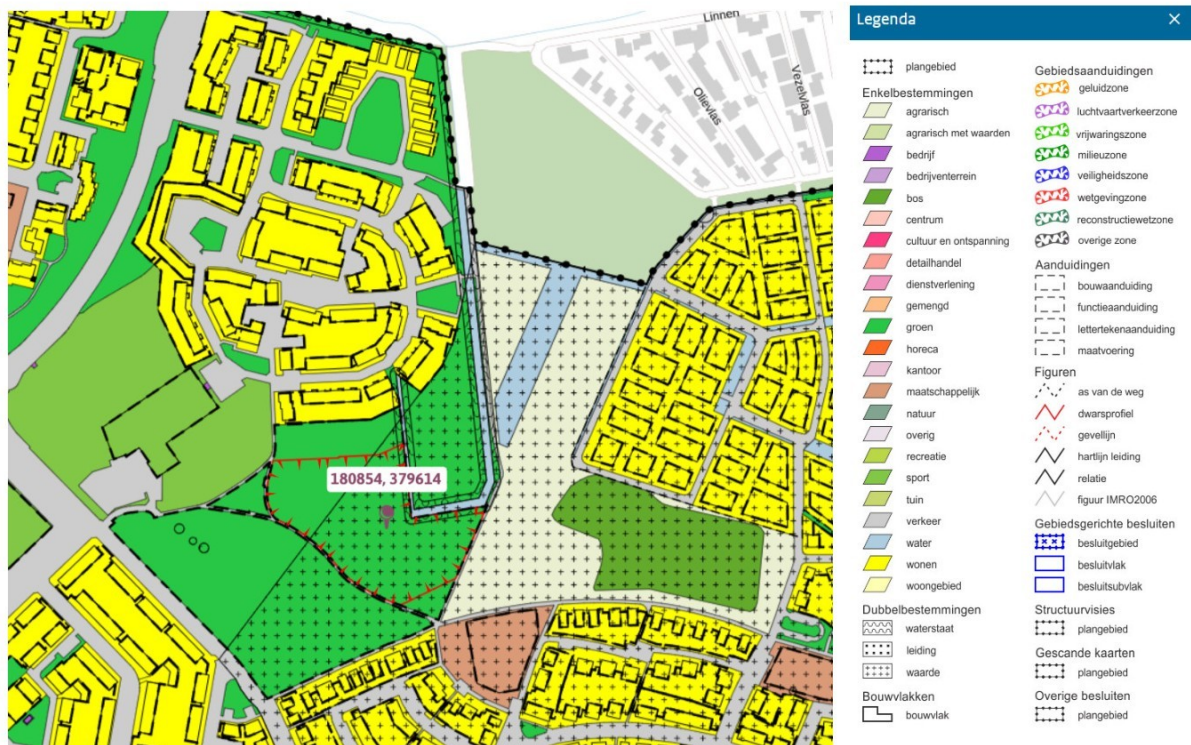 Linnen
Olievlas
Vezelvlas
180854, 379614
Legenda
plangebied
Enkelbestemmingen
agrarisch
agrarisch met waarden
bedrijf
bedrijventerrein
bos
centrum
cultuur en ontspanning
detailhandel
dienstverlening
gemengd
groen
horeca
kantoor
maatschappelijk
natuur
overig
recreatie
sport
tuin
verkeer
water
wonen
woongebied
Dubbelbestemmingen
waterstaat
leiding
waarde
Bouwvlakken
bouwvlak
Gebiedsaanduidingen
geluidzone
luchtvaartverkeerzone
vrijwaringszone
milieuzone
veiligheidszone
wetgevingzone
reconstructiewetzone
overige zone
Aanduidingen
bouwaanduiding
functieaanduiding
lettertekenaanduiding
maatvoering
Figuren
as van de weg
dwarsprofiel
gevellijn
hartlijn leiding
relatie
figuur IMRO2006
Gebiedsgerichte besluiten
besluitgebied
besluitvlak
besluitsubvlak
Structuurvisies
plangebied
Gescande kaarten
plangebied
Overige besluiten
plangebied